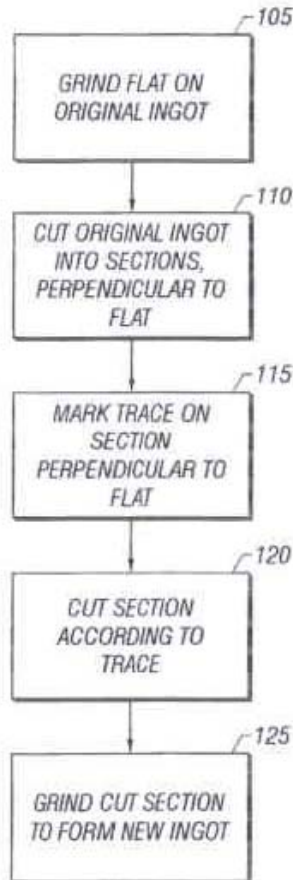 105
GRIND FLAT ON
ORIGINAL INGOT
110
CUT ORIGINAL INGOT
INTO SECTIONS,
PERPENDICULAR TO
FLAT
115
MARK TRACE ON
SECTION
PERPENDICULAR TO
FLAT
120
CUT SECTION
ACCORDING TO
TRACE
125
GRIND CUT SECTION
TO FORM NEW INGOT